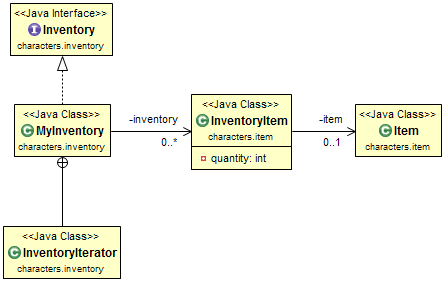 <<Java Interface>>
I Inventory
characters.inventory
<<Java Class>>
C MyInventory
characters.inventory
-inventory
0..*
<<Java Class>>
C InventoryItem
characters.item
quantity: int
-item
0..1
<<Java Class>>
C Item
characters.item
<<Java Class>>
C InventoryIterator
characters.inventory